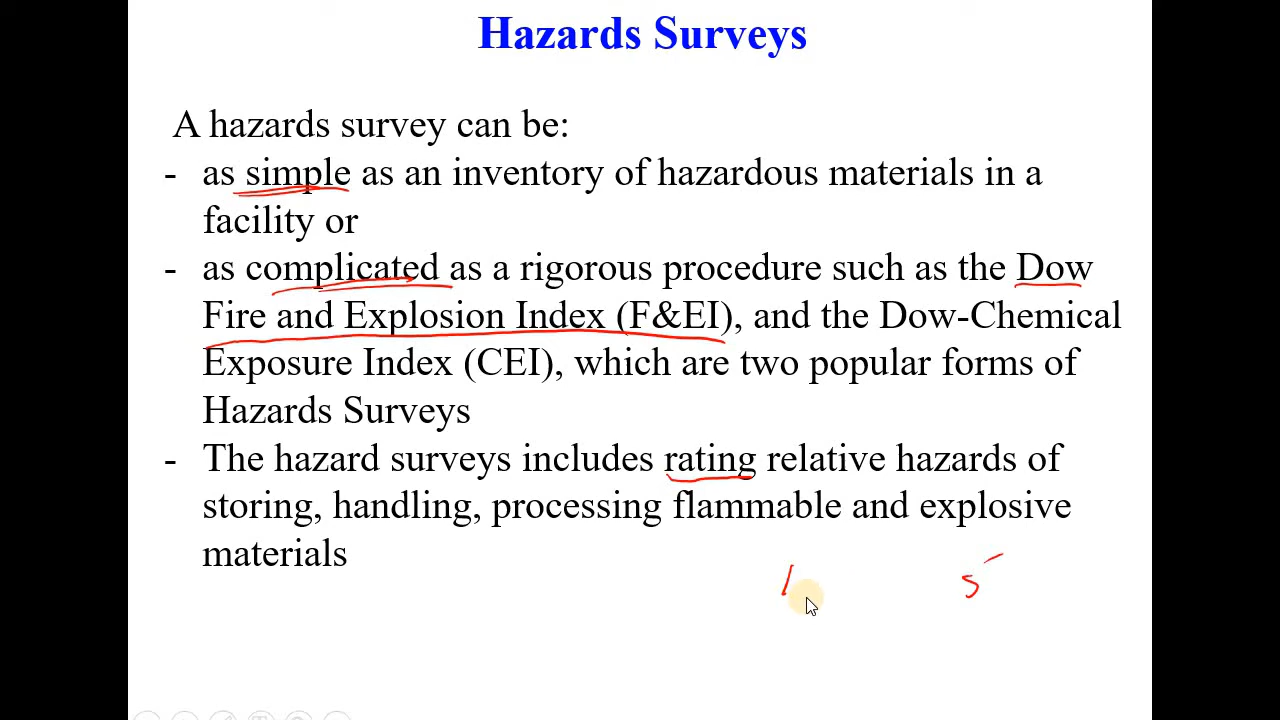 Hazards Surveys
A hazards survey can be:
- as simple as an inventory of hazardous materials in a
facility or
- as complicated as a rigorous procedure such as the Dow
Fire and Explosion Index (F&EI), and the Dow-Chemical
Exposure Index (CEI), which are two popular forms of
Hazards Surveys
- The hazard surveys includes rating relative hazards of
storing, handling, processing flammable and explosive
materials
1 5